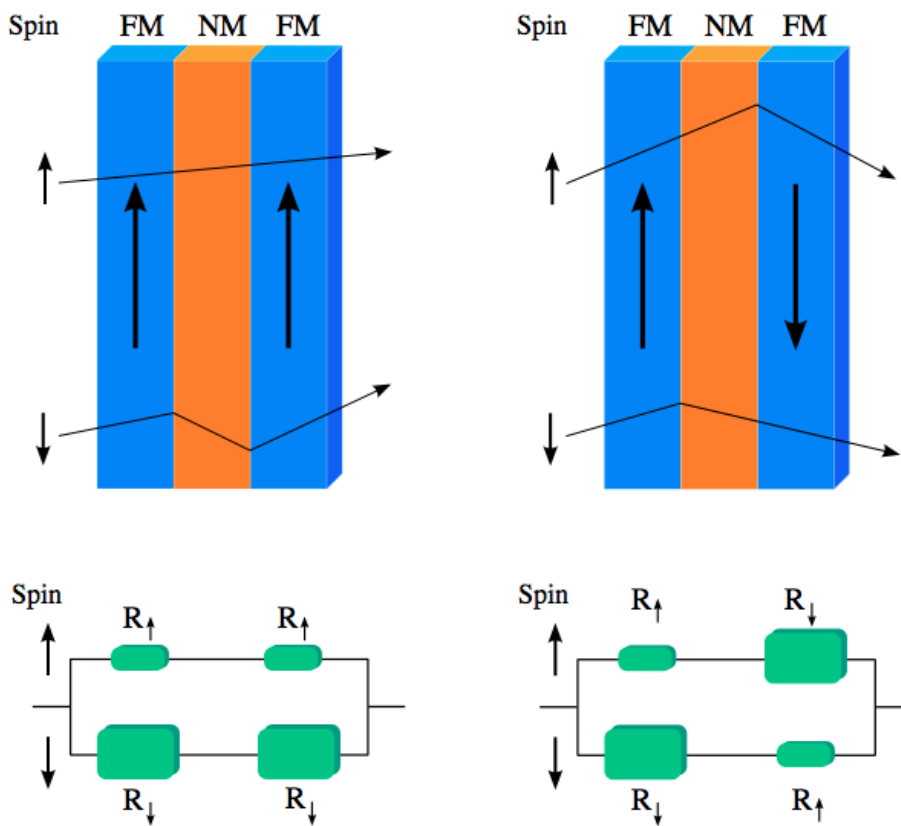 Spin FM NM FM
Spin FM NM FM
Spin
R↑ R↑
R↓ R↓
Spin
R↑ R↓
R↓ R↑